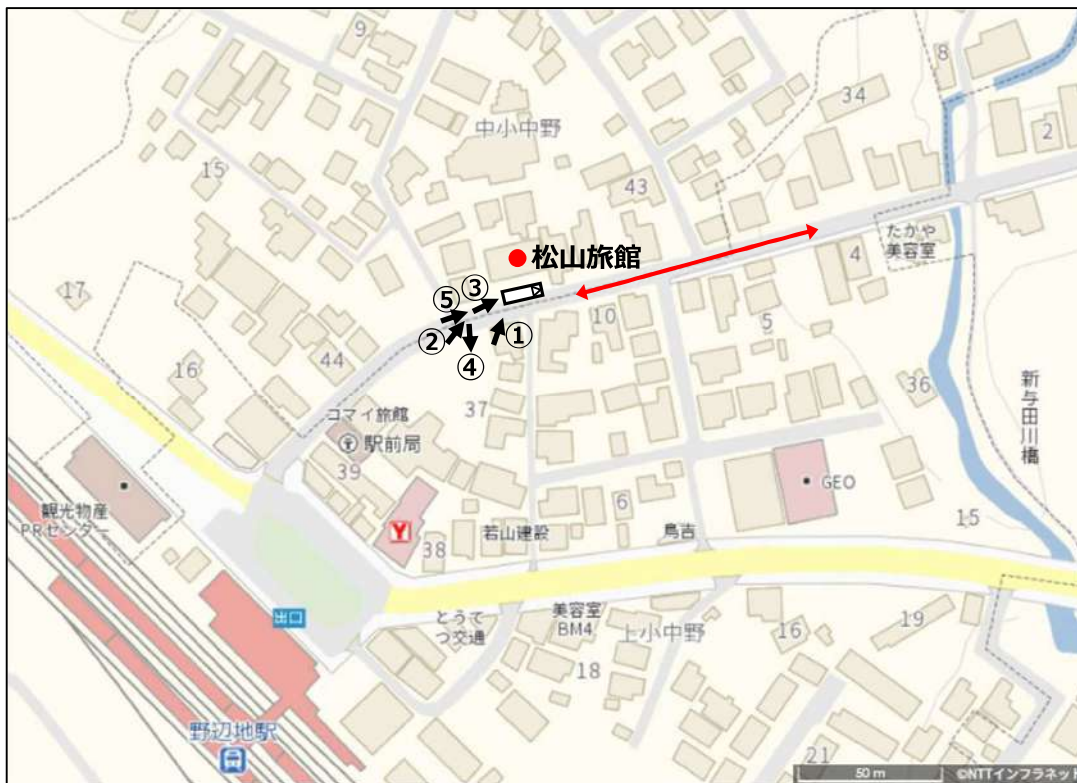 9
8
34
2
中小中野
15
43
松山旅館
たかや
美容室
4
17
⑤
③
10
5
②
①
④
16
44
36
新与田川橋
37
コマイ旅館
駅前局
39
GEO
観光物産
PRセンター
Y
6
15
若山建設
鳥吉
38
出口
とうて
つ交通
美容室
BM4
上小中野
16
19
18
野辺地駅
21
50 m
©NTTインフラネット